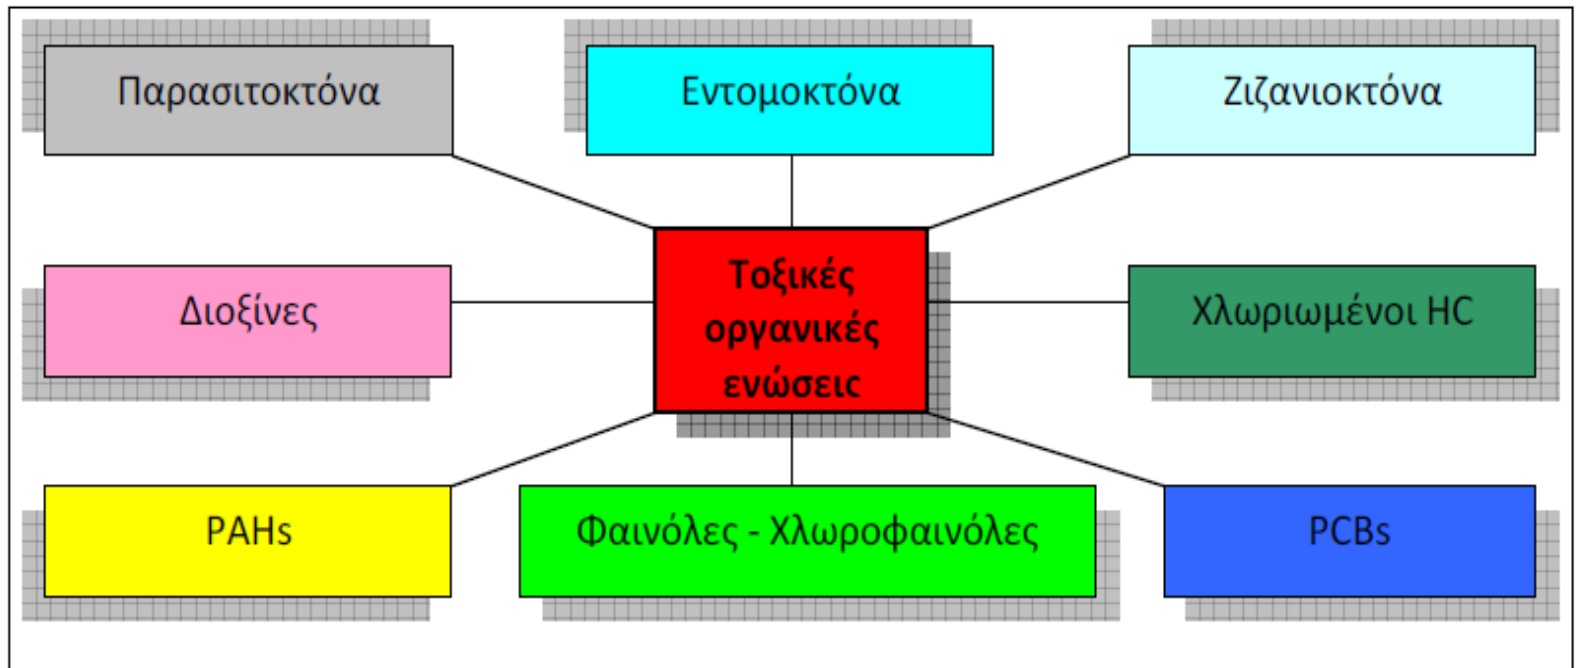 Παρασιτοκτόνα
Εντομοκτόνα
Ζιζανιοκτόνα
Διοξίνες
Τοξικές
οργανικές
ενώσεις
Χλωριωμένοι HC
PAHs
Φαινόλες - Χλωροφαινόλες
PCBs